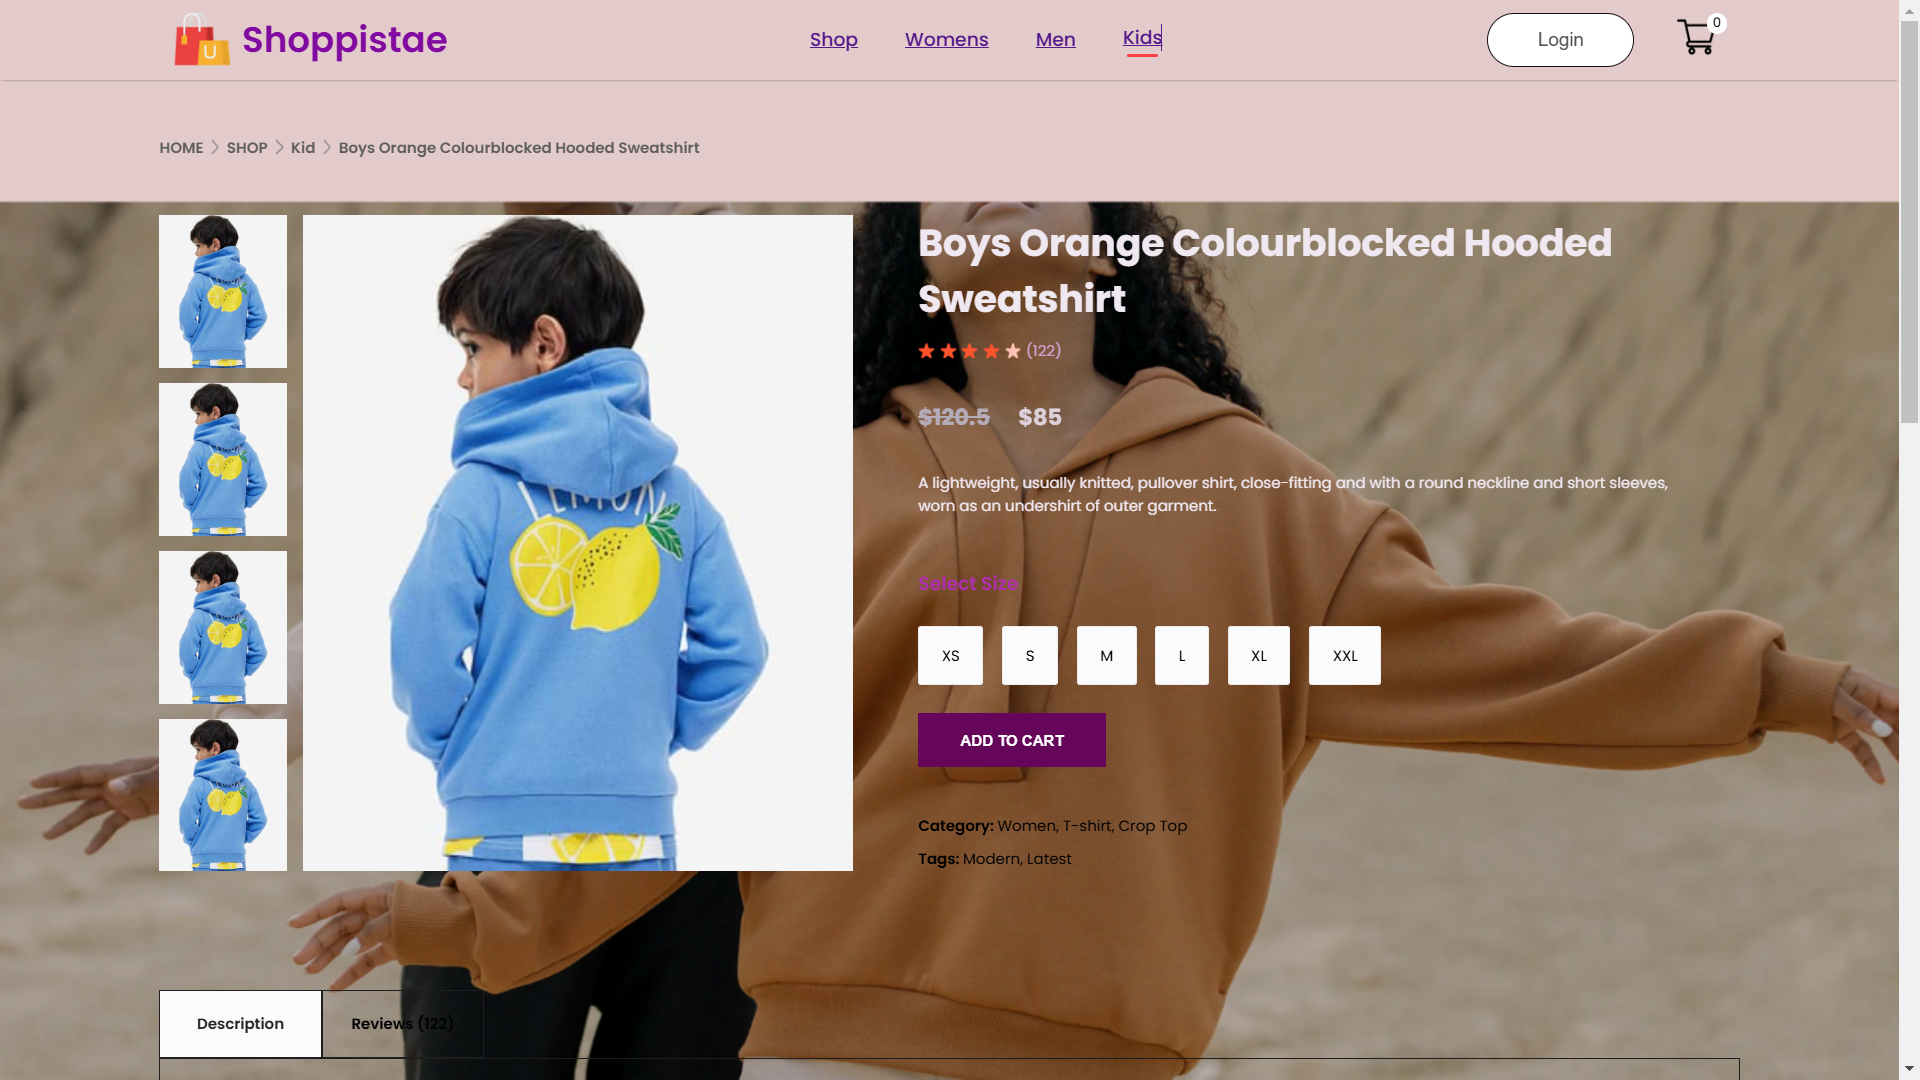 Shoppistae
Shop Womens Men Kids
Login
0
HOME SHOP Kid Boys Orange Colourblocked Hooded Sweatshirt
LEMON
Boys Orange Colourblocked Hooded
Sweatshirt
(122)
$120.5 $85
A lightweight, usually knitted, pullover shirt, close-fitting and with a round neckline and short sleeves,
worn as an undershirt of outer garment.
Select Size
XS S M L XL XXL
ADD TO CART
Category: Women, T-shirt, Crop Top
Tags: Modern, Latest
Description Reviews (122)